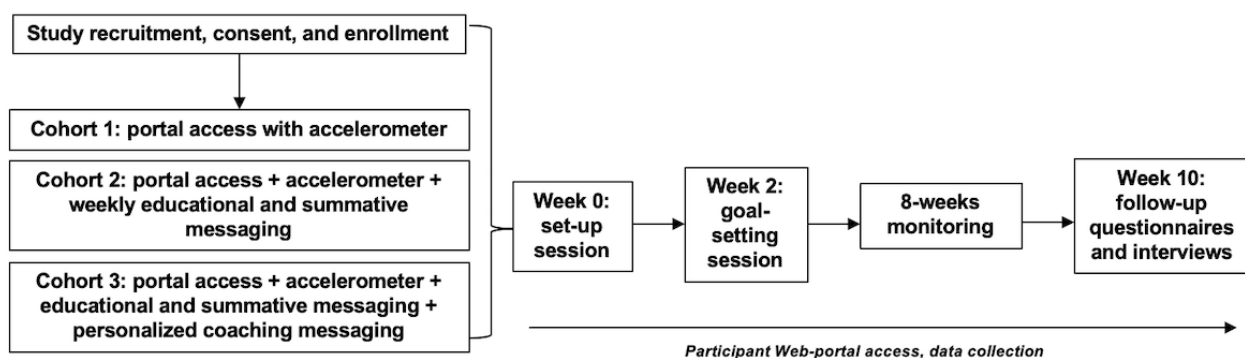 Study recruitment, consent, and enrollment
Cohort 1: portal access with accelerometer
Cohort 2: portal access + accelerometer +
weekly educational and summative
messaging
Cohort 3: portal access + accelerometer +
educational and summative messaging +
personalized coaching messaging
Week 0:
set-up
session
Week 2:
goal-
setting
session
8-weeks
monitoring
Week 10:
follow-up
questionnaires
and interviews
Participant Web-portal access, data collection